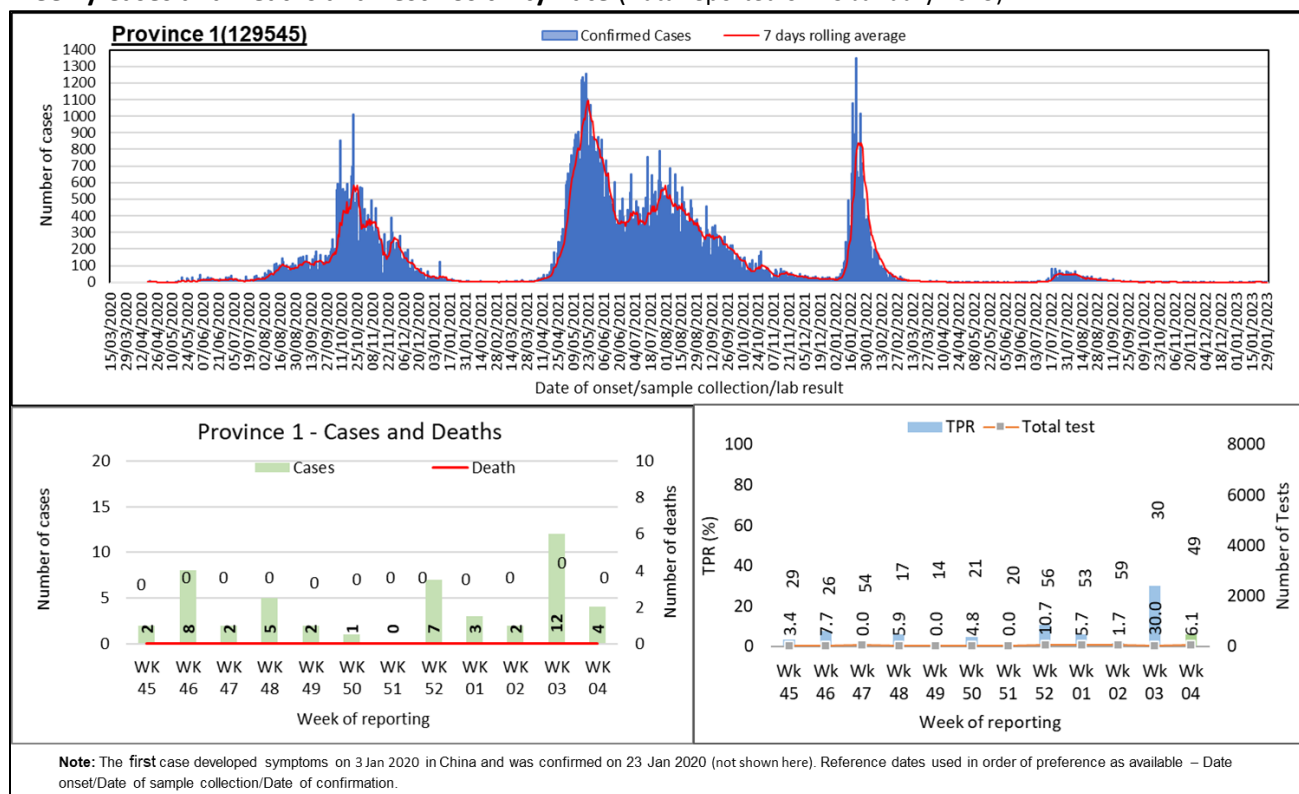 Province 1(129545)
Confirmed Cases
7 days rolling average
Number of cases
1400
1300
1200
1100
1000
900
800
700
600
500
400
300
200
100
0
15/03/2020 29/03/2020 12/04/2020 26/04/2020 10/05/2020 24/05/2020 07/06/2020 21/06/2020 05/07/2020 19/07/2020 02/08/2020 16/08/2020 30/08/2020 13/09/2020 27/09/2020 11/10/2020 25/10/2020 08/11/2020 22/11/2020 06/12/2020 20/12/2020 03/01/2021 17/01/2021 31/01/2021 14/02/2021 28/02/2021 14/03/2021 28/03/2021 11/04/2021 25/04/2021 09/05/2021 23/05/2021 06/06/2021 20/06/2021 04/07/2021 18/07/2021 01/08/2021 15/08/2021 29/08/2021 12/09/2021 26/09/2021 10/10/2021 24/10/2021 07/11/2021 21/11/2021 05/12/2021 19/12/2021 02/01/2022 16/01/2022 30/01/2022 13/02/2022 27/02/2022 13/03/2022 27/03/2022 10/04/2022 24/04/2022 08/05/2022 22/05/2022 05/06/2022 19/06/2022 03/07/2022 17/07/2022 31/07/2022 14/08/2022 28/08/2022 11/09/2022 25/09/2022 09/10/2022 23/10/2022 06/11/2022 20/11/2022 04/12/2022 18/12/2022 01/01/2023 15/01/2023 29/01/2023
Date of onset/sample collection/lab result
Province 1 - Cases and Deaths
Cases
Death
Number of cases
20
15
10
5
0
0 0 0 0 0 0 0 0 0 0 0 0
2 8 2 5 2 1 0 7 3 2 12 4
10
8
6
4
2
0
Number of deaths
WK WK WK WK WK WK WK WK WK WK WK WK
45 46 47 48 49 50 51 52 01 02 03 04
Week of reporting
TPR
Total test
TPR (%)
100
80
60
40
20
0
29 26 54 17 14 21 20 56 53 59 30 49
3.4 7.7 0.0 5.9 0.0 4.8 0.0 10.7 5.7 1.7 30.0 6.1
8000
6000
4000
2000
0
Number of Tests
Wk Wk Wk Wk Wk Wk Wk Wk Wk Wk Wk Wk
45 46 47 48 49 50 51 52 01 02 03 04
Week of reporting
Note: The first case developed symptoms on 3 Jan 2020 in China and was confirmed on 23 Jan 2020 (not shown here). Reference dates used in order of preference as available – Date
onset/Date of sample collection/Date of confirmation.